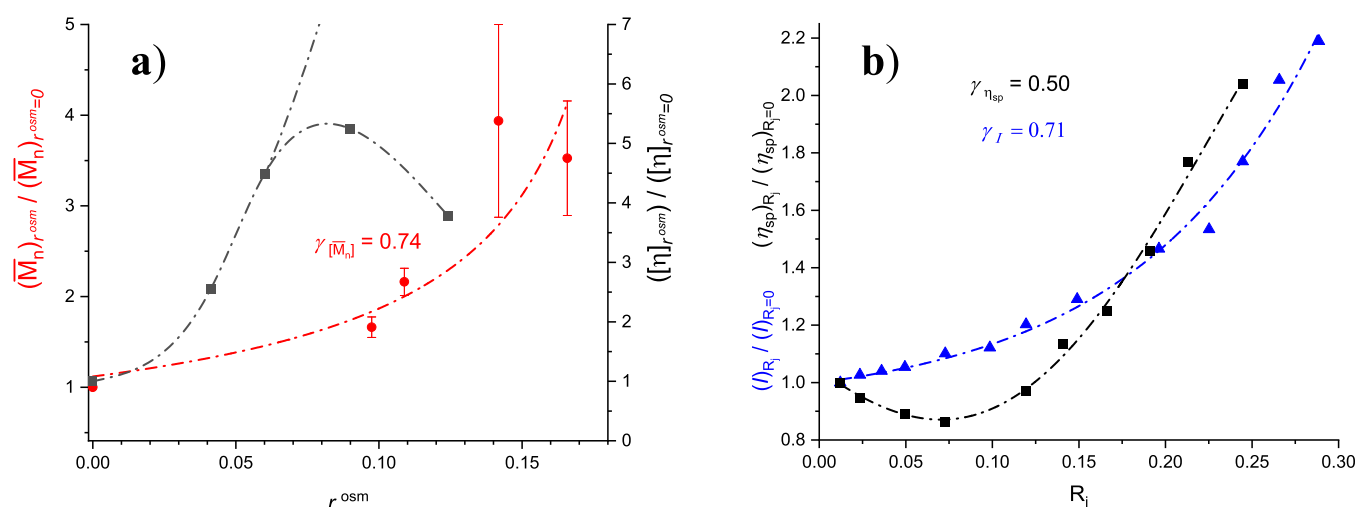 a)
(M̅n)r osm / (M̅n)r osm=0
5
4
3
2
1
γ[M̅n] = 0.74
7
6
5
4
3
2
1
0
([η]r osm) / ([η]r osm=0
0.00 0.05 0.10 0.15
r osm
b)
(I)Rj / (I)Rj=0
(ηsp)Rj / (ηsp)Rj=0
2.2
2.0
1.8
1.6
1.4
1.2
1.0
0.8
γηsp = 0.50
γI = 0.71
0.00 0.05 0.10 0.15 0.20 0.25 0.30
Rj